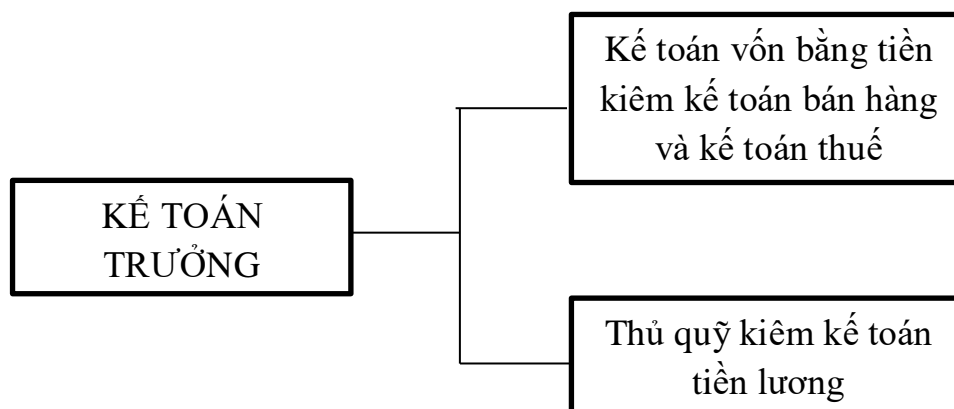 Kế toán vốn bằng tiền
kiêm kế toán bán hàng
và kế toán thuế
KẾ TOÁN
TRƯỞNG
Thủ quỹ kiêm kế toán
tiền lương